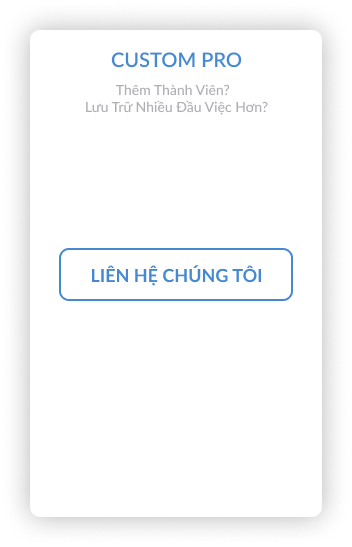 CUSTOM PRO
Thêm Thành Viên?
Lưu Trữ Nhiều Đầu Việc Hơn?
LIÊN HỆ CHÚNG TÔI